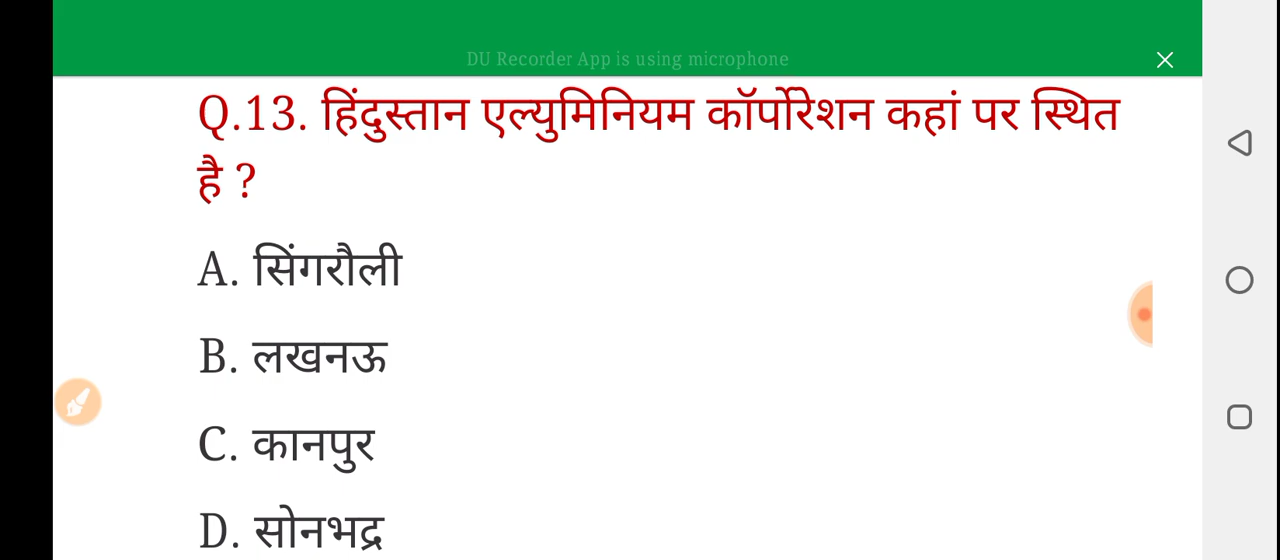 DU Recorder App is using microphone
Q.13. हिंदुस्तान एल्युमिनियम कॉर्पोरेशन कहां पर स्थित
है ?
A. सिंगरौली
B. लखनऊ
C. कानपुर
D. सोनभद्र